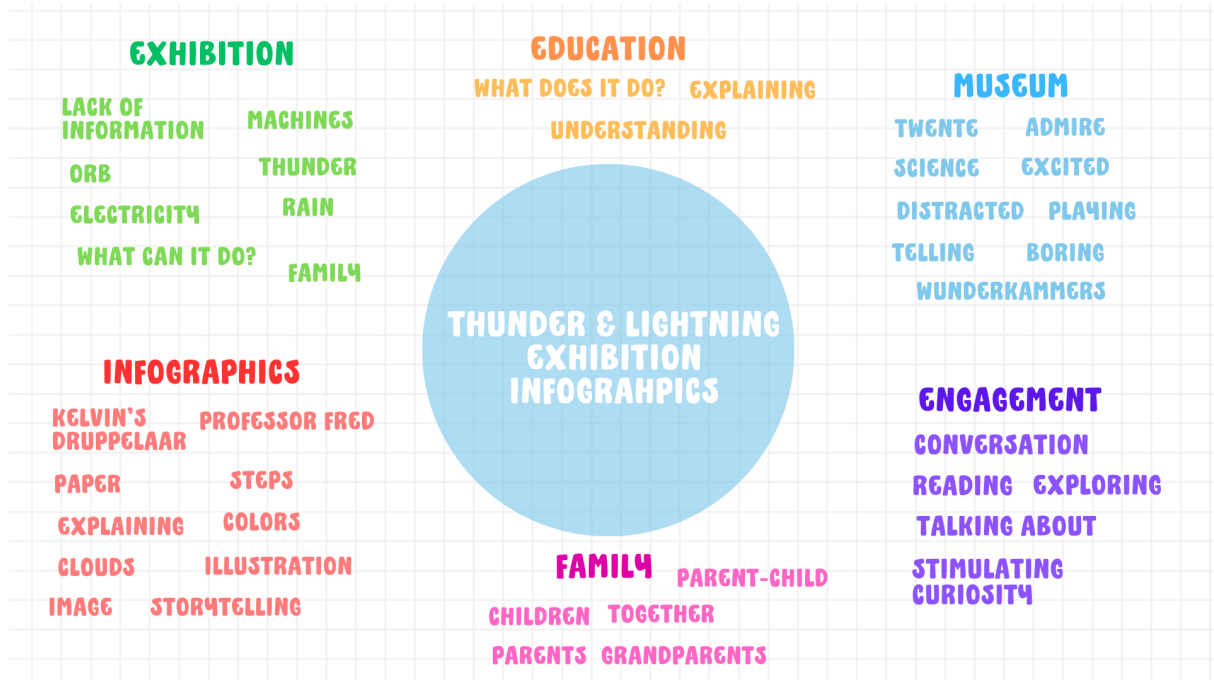 EXHIBITION
LACK OF
INFORMATION
MACHINES
ORB
THUNDER
ELECTRICITY
RAIN
WHAT CAN IT DO?
FAMILY
EDUCATION
WHAT DOES IT DO? EXPLAINING
UNDERSTANDING
MUSEUM
TWENTE ADMIRE
SCIENCE EXCITED
DISTRACTED PLAYING
TELLING BORING
WUNDERKAMMERS
THUNDER & LIGHTNING
EXHIBITION
INFOGRAHPICS
INFOGRAPHICS
KELVIN'S
DRUPPELAAR
PROFESSOR FRED
PAPER STEPS
EXPLAINING COLORS
CLOUDS ILLUSTRATION
IMAGE STORYTELLING
FAMILY
PARENT-CHILD
CHILDREN TOGETHER
PARENTS GRANDPARENTS
ENGAGEMENT
CONVERSATION
READING EXPLORING
TALKING ABOUT
STIMULATING
CURIOSITY